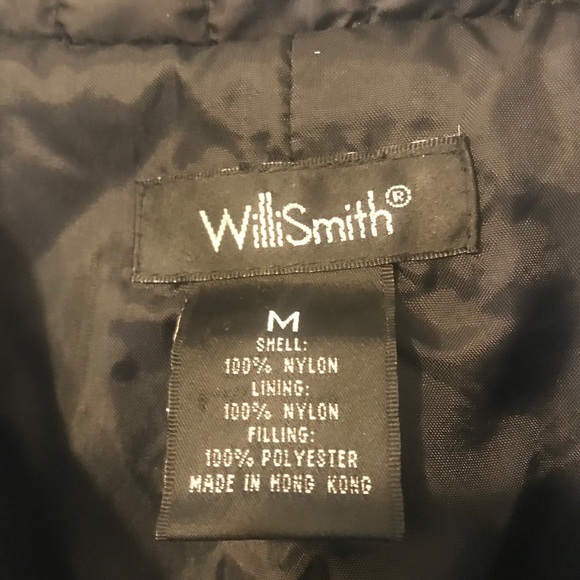 WilliSmith®
M
SHELL:
100% NYLON
LINING:
100% NYLON
FILLING:
100% POLYESTER
MADE IN HONG KONG